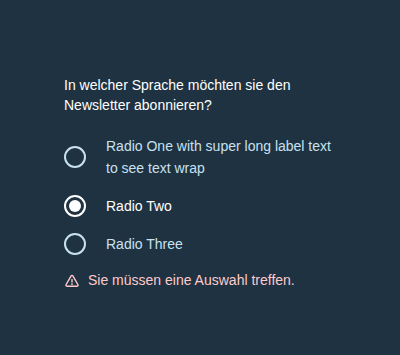 In welcher Sprache möchten sie den
Newsletter abonnieren?
Radio One with super long label text
to see text wrap
Radio Two
Radio Three
Sie müssen eine Auswahl treffen.